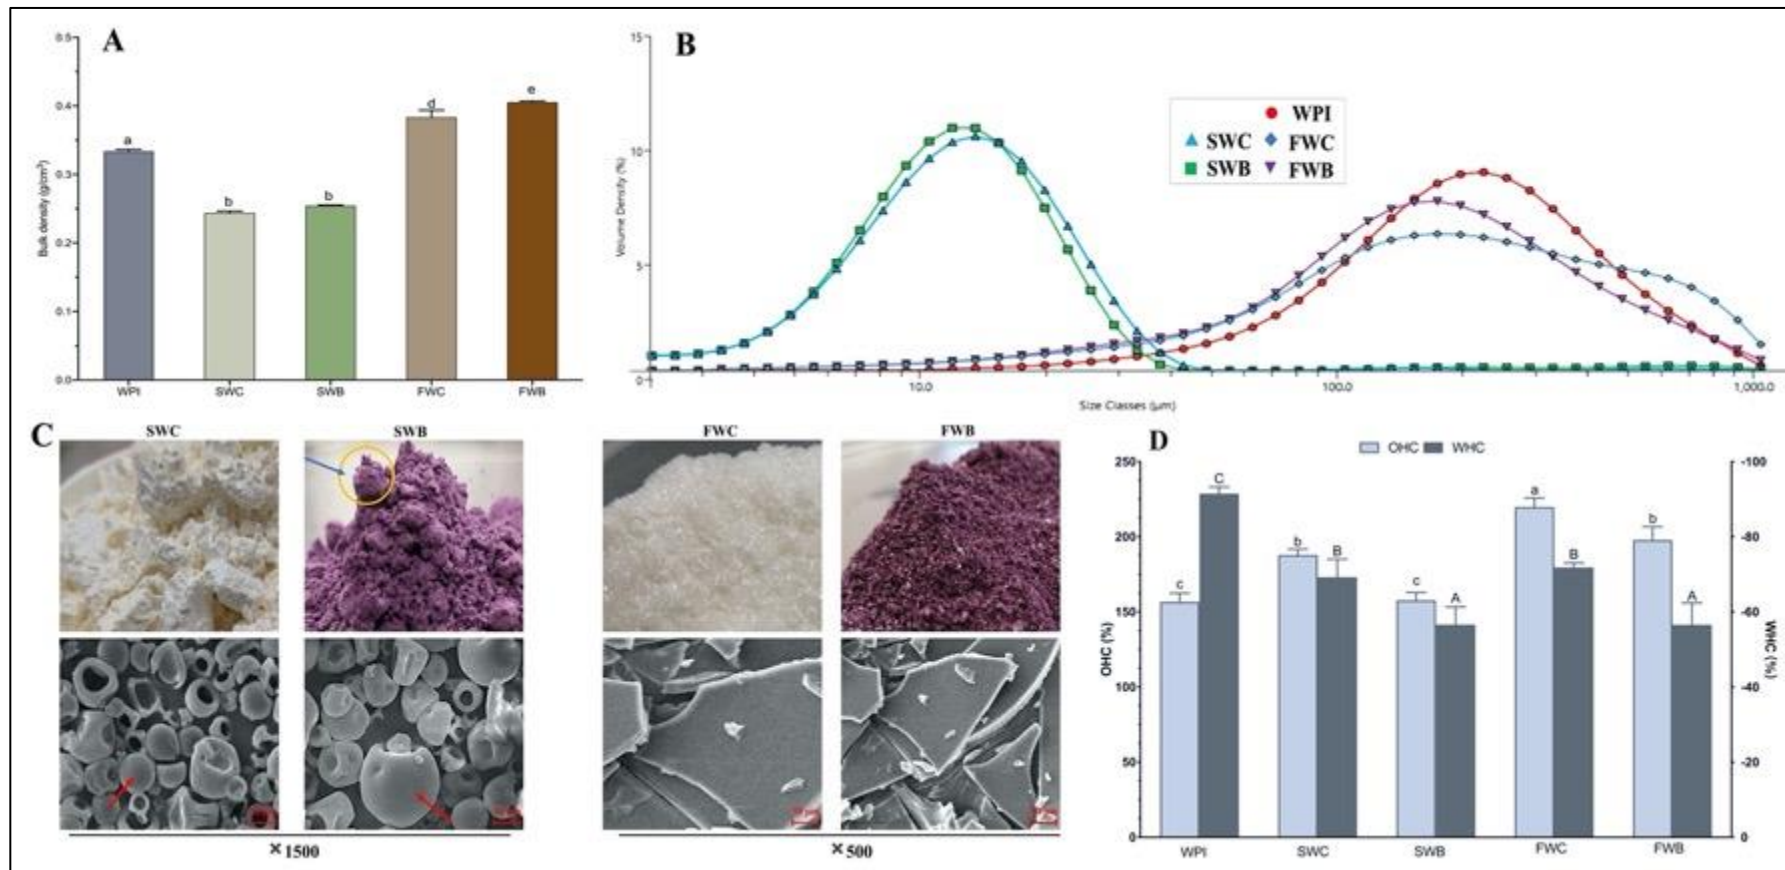 A
0.5
0.4
0.3
0.2
0.1
0.0
Bulk density (g/cm³)
a
b
b
d
e
WPI
SWC
SWB
FWC
FWB
B
15
10
5
0
Volume Density (%)
WPI
SWC
FWC
SWB
FWB
10.0
100.0
1,000.0
Size Classes (µm)
C
SWC
SWB
FWC
FWB
×1500
×500
D
OHC
WHC
250
200
150
100
50
0
OHC (%)
c
C
b
B
c
A
a
B
b
A
-100
-80
-60
-40
-20
0
WHC (%)
WPI
SWC
SWB
FWC
FWB